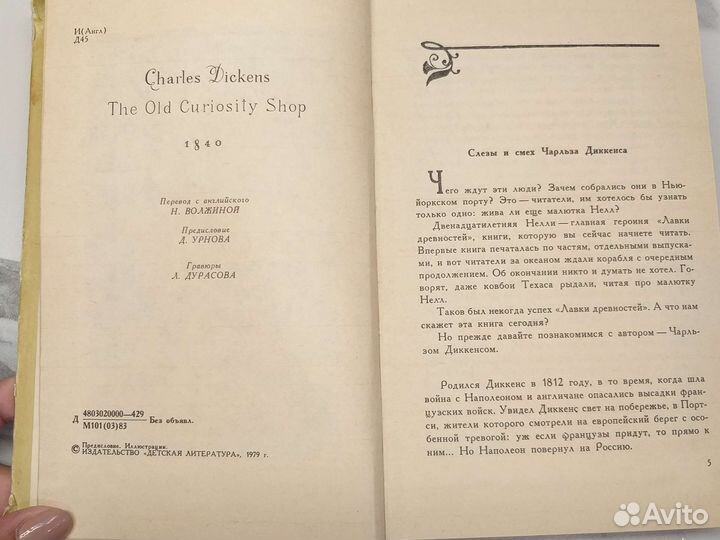 И(Англ)
Д45
Charles Dickens
The Old Curiosity Shop
1840
Перевод с английского
Н. ВОЛЖИНОЙ
Предисловие
Д. УРНОВА
Гравюры
Л. ДУРАСОВА
Д 4803020000—429
М101(03)83
Без объявл.
© Предисловие. Иллюстрации.
ИЗДАТЕЛЬСТВО «ДЕТСКАЯ ЛИТЕРАТУРА», 1979 г.
Слезы и смех Чарльза Диккенса
Чего ждут эти люди? Зачем собрались они в Нью-
йоркском порту? Это — читатели, им хотелось бы узнать
только одно: жива ли еще малютка Нелл?
Двенадцатилетняя Нелли — главная героиня «Лавки
древностей», книги, которую вы сейчас начнете читать.
Впервые книга печаталась по частям, отдельными выпуска-
ми, и вот читатели за океаном ждали корабля с очередным
продолжением. Об окончании никто и думать не хотел. Гово-
рят, даже ковбои Техаса рыдали, читая про малютку
Нелл.
Таков был некогда успех «Лавки древностей». А что нам
скажет эта книга сегодня?
Но прежде давайте познакомимся с автором — Чарль-
зом Диккенсом.
Родился Диккенс в 1812 году, в то время, когда шла
война с Наполеоном и англичане опасались высадки фран-
цузских войск. Увидел Диккенс свет на побережье, в Порт-
си, жители которого смотрели на европейский берег с осо-
бенной тревогой: уж если французы придут, то прямо к
ним... Но Наполеон повернул на Россию.
5
Avito